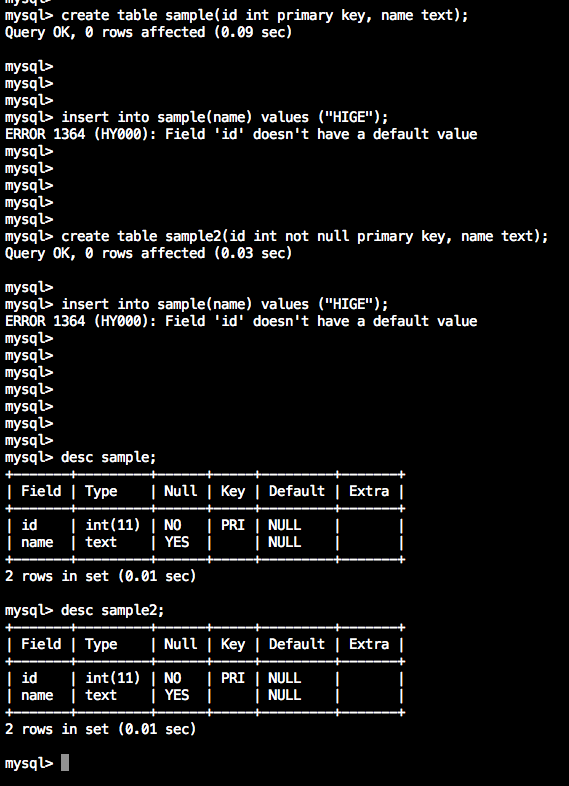 mysql>
mysql> create table sample(id int primary key, name text);
Query OK, 0 rows affected (0.09 sec)
mysql>
mysql>
mysql>
mysql> insert into sample(name) values ("HIGE");
ERROR 1364 (HY000): Field 'id' doesn't have a default value
mysql>
mysql>
mysql>
mysql>
mysql>
mysql> create table sample2(id int not null primary key, name text);
Query OK, 0 rows affected (0.03 sec)
mysql>
mysql> insert into sample(name) values ("HIGE");
ERROR 1364 (HY000): Field 'id' doesn't have a default value
mysql>
mysql>
mysql>
mysql>
mysql>
mysql>
mysql>
mysql> desc sample;
+-------+---------+------+-----+---------+-------+
| Field | Type    | Null | Key | Default | Extra |
+-------+---------+------+-----+---------+-------+
| id    | int(11) | NO   | PRI | NULL    |       |
| name  | text    | YES  |     | NULL    |       |
+-------+---------+------+-----+---------+-------+
2 rows in set (0.01 sec)
mysql> desc sample2;
+-------+---------+------+-----+---------+-------+
| Field | Type    | Null | Key | Default | Extra |
+-------+---------+------+-----+---------+-------+
| id    | int(11) | NO   | PRI | NULL    |       |
| name  | text    | YES  |     | NULL    |       |
+-------+---------+------+-----+---------+-------+
2 rows in set (0.01 sec)
mysql>